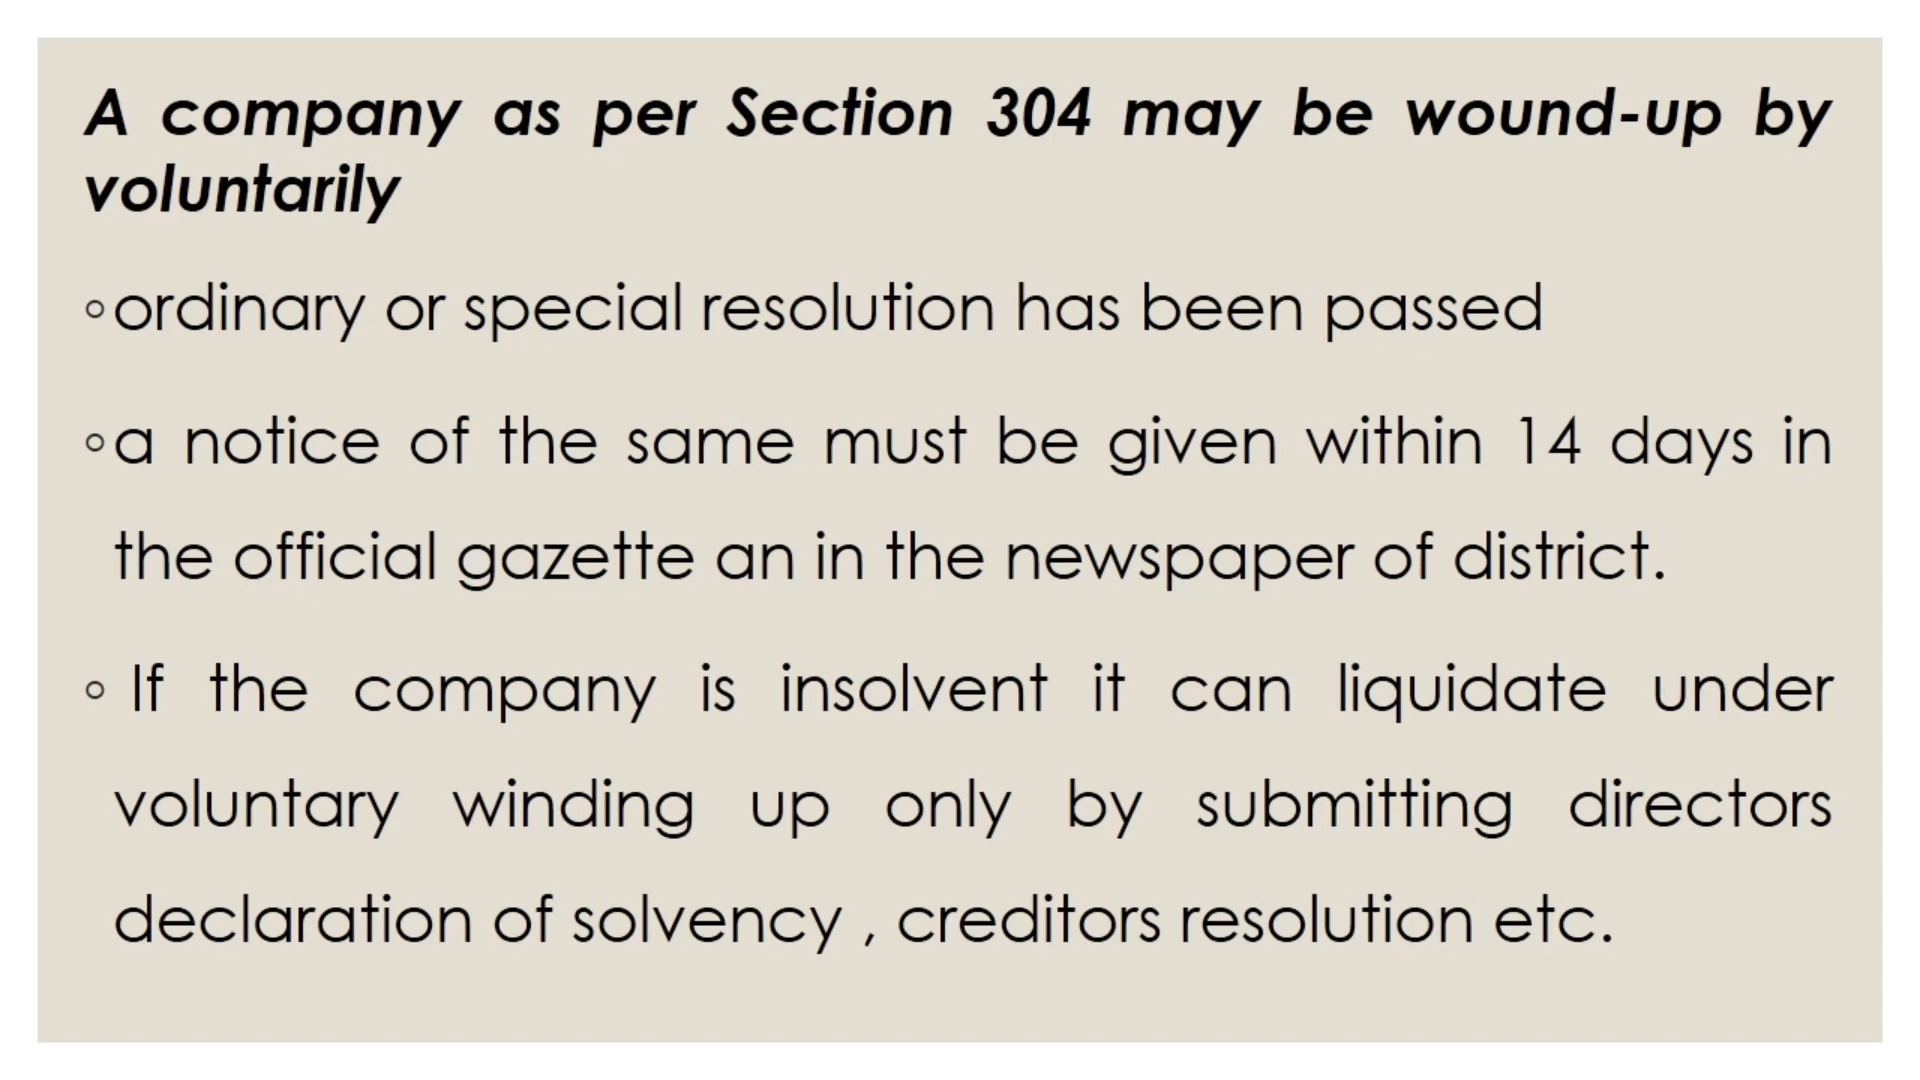 A company as per Section 304 may be wound-up by
voluntarily
◦ordinary or special resolution has been passed
◦a notice of the same must be given within 14 days in
the official gazette an in the newspaper of district.
◦ If the company is insolvent it can liquidate under
voluntary winding up only by submitting directors
declaration of solvency , creditors resolution etc.